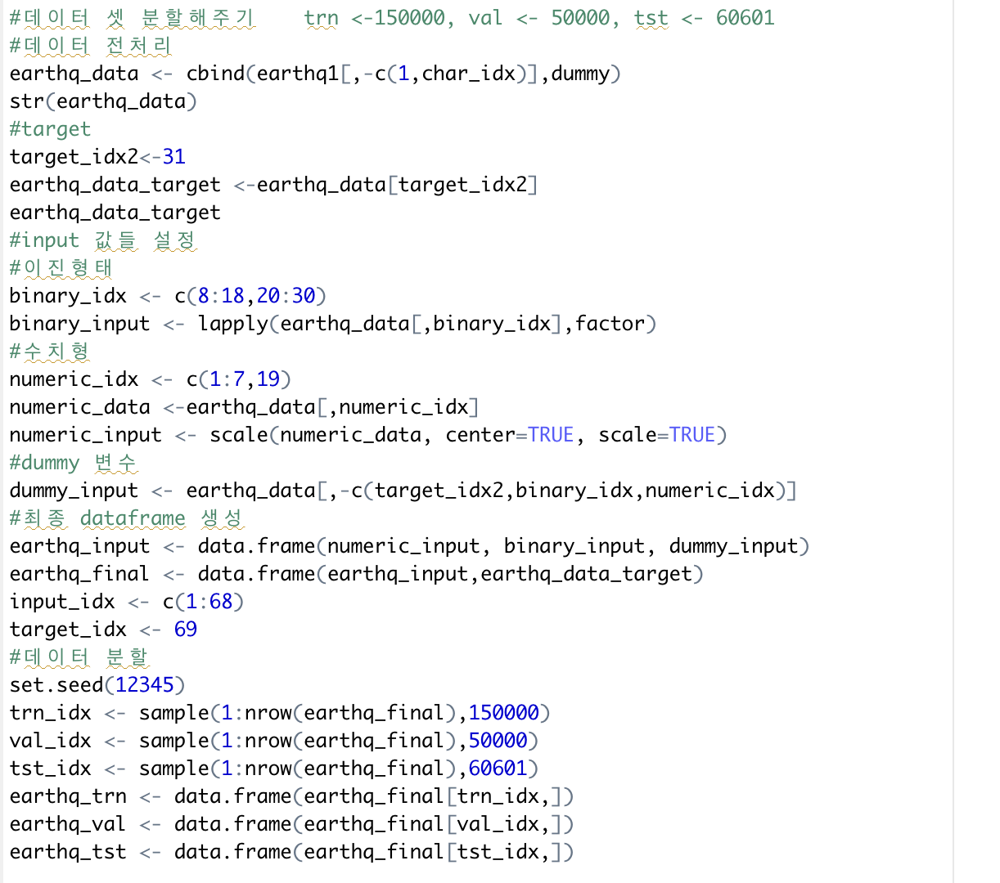 #데이터 셋 분할해주기    trn <-150000, val <- 50000, tst <- 60601
#데이터 전처리
earthq_data <- cbind(earthq1[,-c(1,char_idx)],dummy)
str(earthq_data)
#target
target_idx2<-31
earthq_data_target <-earthq_data[target_idx2]
earthq_data_target
#input 값들 설정
#이진형태
binary_idx <- c(8:18,20:30)
binary_input <- lapply(earthq_data[,binary_idx],factor)
#수치형
numeric_idx <- c(1:7,19)
numeric_data <-earthq_data[,numeric_idx]
numeric_input <- scale(numeric_data, center=TRUE, scale=TRUE)
#dummy 변수
dummy_input <- earthq_data[,-c(target_idx2,binary_idx,numeric_idx)]
#최종 dataframe 생성
earthq_input <- data.frame(numeric_input, binary_input, dummy_input)
earthq_final <- data.frame(earthq_input,earthq_data_target)
input_idx <- c(1:68)
target_idx <- 69
#데이터 분할
set.seed(12345)
trn_idx <- sample(1:nrow(earthq_final),150000)
val_idx <- sample(1:nrow(earthq_final),50000)
tst_idx <- sample(1:nrow(earthq_final),60601)
earthq_trn <- data.frame(earthq_final[trn_idx,])
earthq_val <- data.frame(earthq_final[val_idx,])
earthq_tst <- data.frame(earthq_final[tst_idx,])